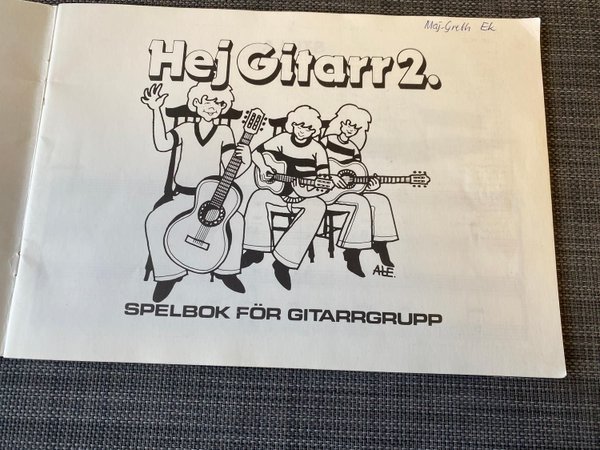 Maj-Greth Ek
Hej Gitarr 2.
ALE.
SPELBOK FÖR GITARRGRUPP